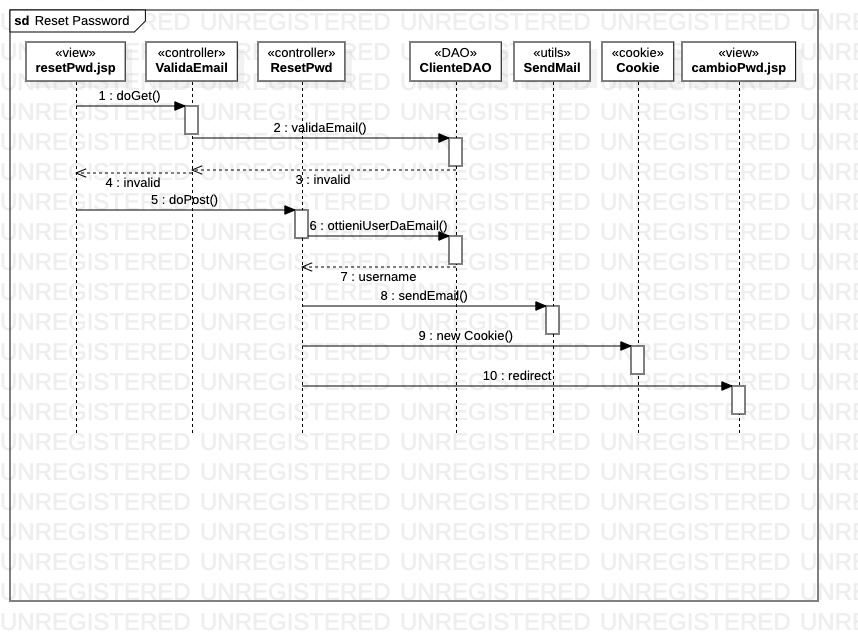 sd Reset Password
«view»
resetPwd.jsp
«controller»
ValidaEmail
«controller»
ResetPwd
«DAO»
ClienteDAO
«utils»
SendMail
«cookie»
Cookie
«view»
cambioPwd.jsp
1 : doGet()
2 : validaEmail()
3 : invalid
4 : invalid
5 : doPost()
6 : ottieniUserDaEmail()
7 : username
8 : sendEmail()
9 : new Cookie()
10 : redirect
UNREGISTERED UNREGISTERED UNREGISTERED UNREGISTERED